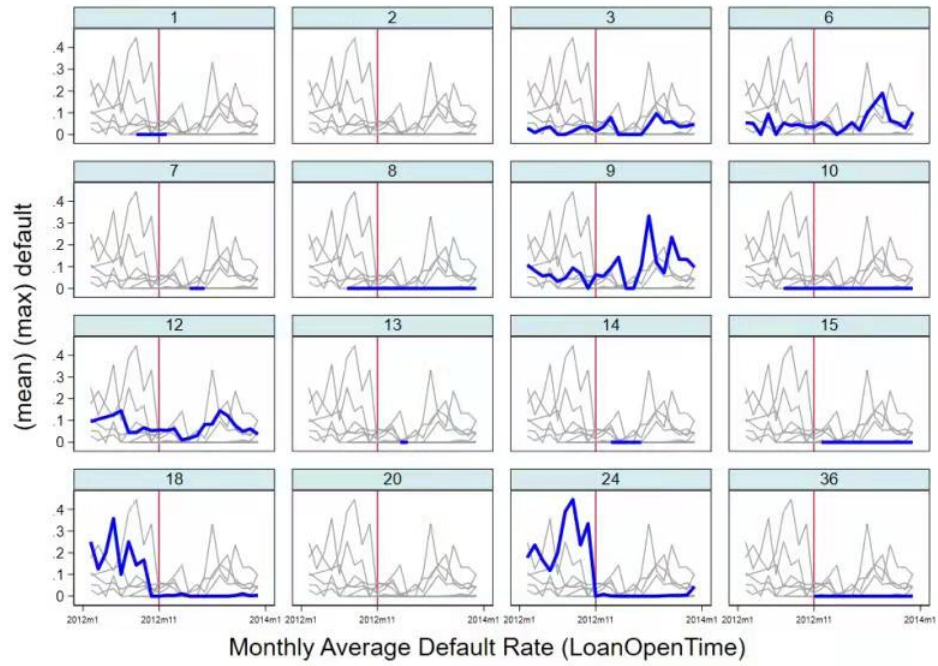 1 2 3 6
.4
.3
.2
.1
0
7 8 9 10
.4
.3
.2
.1
0
12 13 14 15
.4
.3
.2
.1
0
18 20 24 36
.4
.3
.2
.1
0
2012m1 2012m11 2014m1 2012m1 2012m11 2014m1 2012m1 2012m11 2014m1 2012m1 2012m11 2014m1
(mean) (max) default
Monthly Average Default Rate (LoanOpenTime)